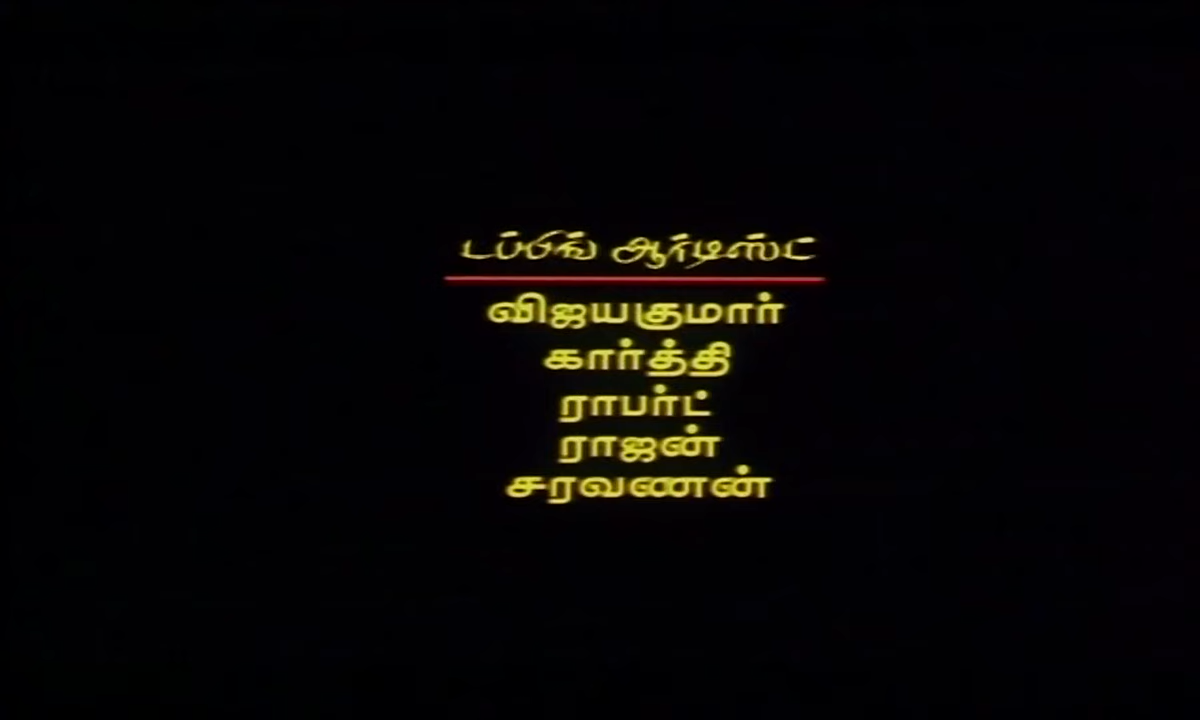 டப்பிங் ஆர்டிஸ்ட்
விஜயகுமார்
கார்த்தி
ராபர்ட்
ராஜன்
சரவணன்